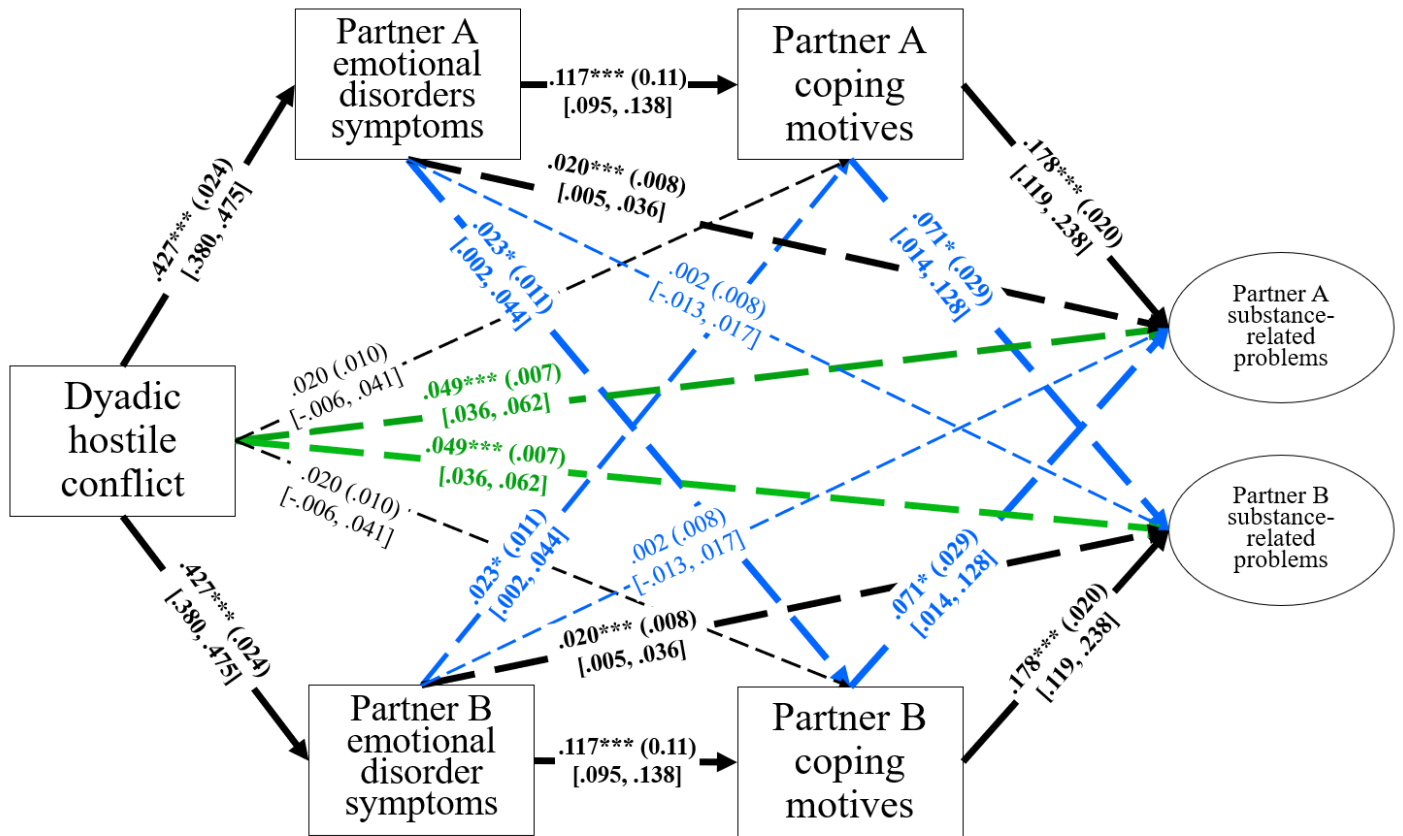 Partner A
emotional
disorders
symptoms
.117*** (0.11)
[.095, .138]
Partner A
coping
motives
.427*** (.024)
[.380, .475]
.020*** (.008)
[.005, .036]
.178*** (.020)
[.119, .238]
.023* (.011)
[.002, .044]
.071* (.029)
[.014, .128]
.002 (.008)
[-.013, .017]
Partner A
substance-
related
problems
.020 (.010)
[-.006, .041]
.049*** (.007)
[.036, .062]
Dyadic
hostile
conflict
.049*** (.007)
[.036, .062]
.020 (.010)
[-.006, .041]
Partner B
substance-
related
problems
.023* (.011)
[.002, .044]
.002 (.008)
[-.013, .017]
.071* (.029)
[.014, .128]
.427*** (.024)
[.380, .475]
.020*** (.008)
[.005, .036]
.178*** (.020)
[.119, .238]
Partner B
emotional
disorder
symptoms
.117*** (0.11)
[.095, .138]
Partner B
coping
motives